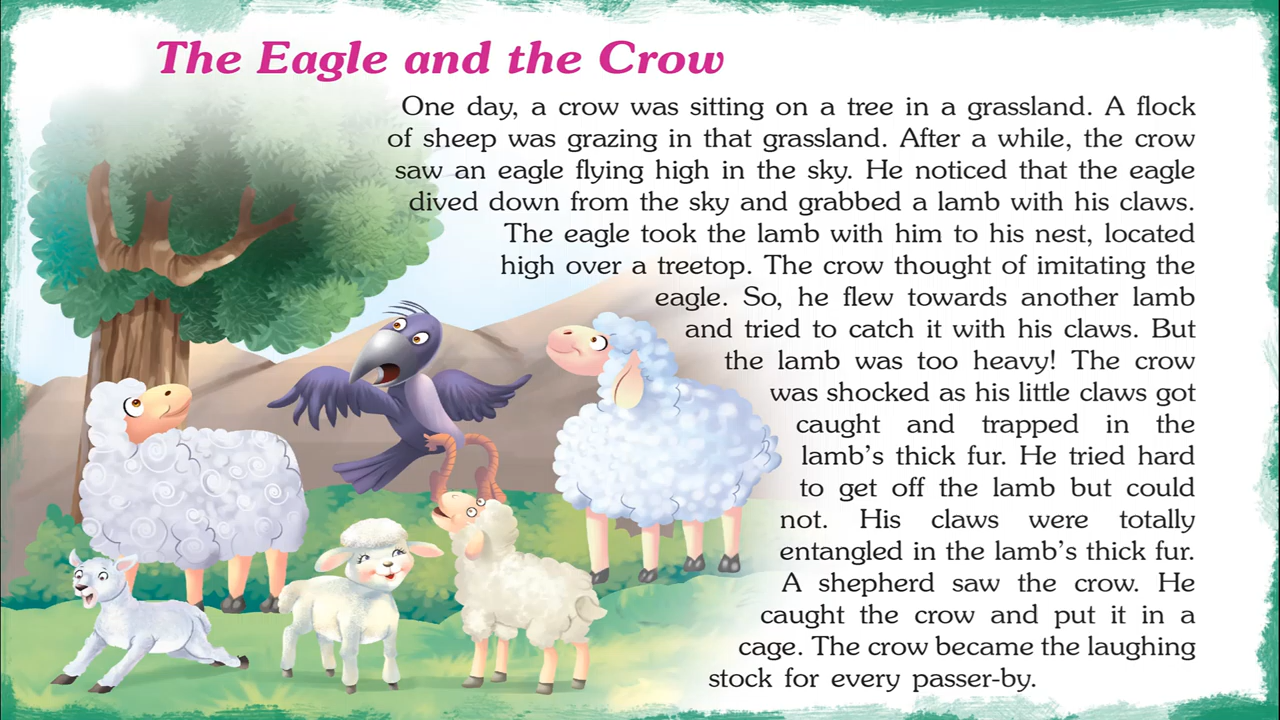 The Eagle and the Crow
One day, a crow was sitting on a tree in a grassland. A flock
of sheep was grazing in that grassland. After a while, the crow
saw an eagle flying high in the sky. He noticed that the eagle
dived down from the sky and grabbed a lamb with his claws.
The eagle took the lamb with him to his nest, located
high over a treetop. The crow thought of imitating the
eagle. So, he flew towards another lamb
and tried to catch it with his claws. But
the lamb was too heavy! The crow
was shocked as his little claws got
caught and trapped in the
lamb's thick fur. He tried hard
to get off the lamb but could
not. His claws were totally
entangled in the lamb's thick fur.
A shepherd saw the crow. He
caught the crow and put it in a
cage. The crow became the laughing
stock for every passer-by.